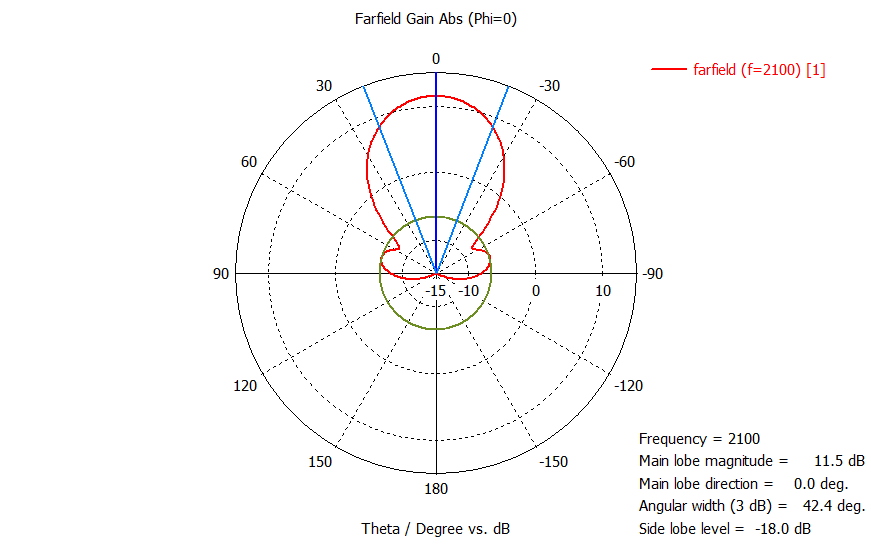 Farfield Gain Abs (Phi=0)
farfield (f=2100) [1]
0
30
-30
60
-60
90
-90
-15
-10
0
10
120
-120
150
-150
180
Theta / Degree vs. dB
Frequency = 2100
Main lobe magnitude = 11.5 dB
Main lobe direction = 0.0 deg.
Angular width (3 dB) = 42.4 deg.
Side lobe level = -18.0 dB